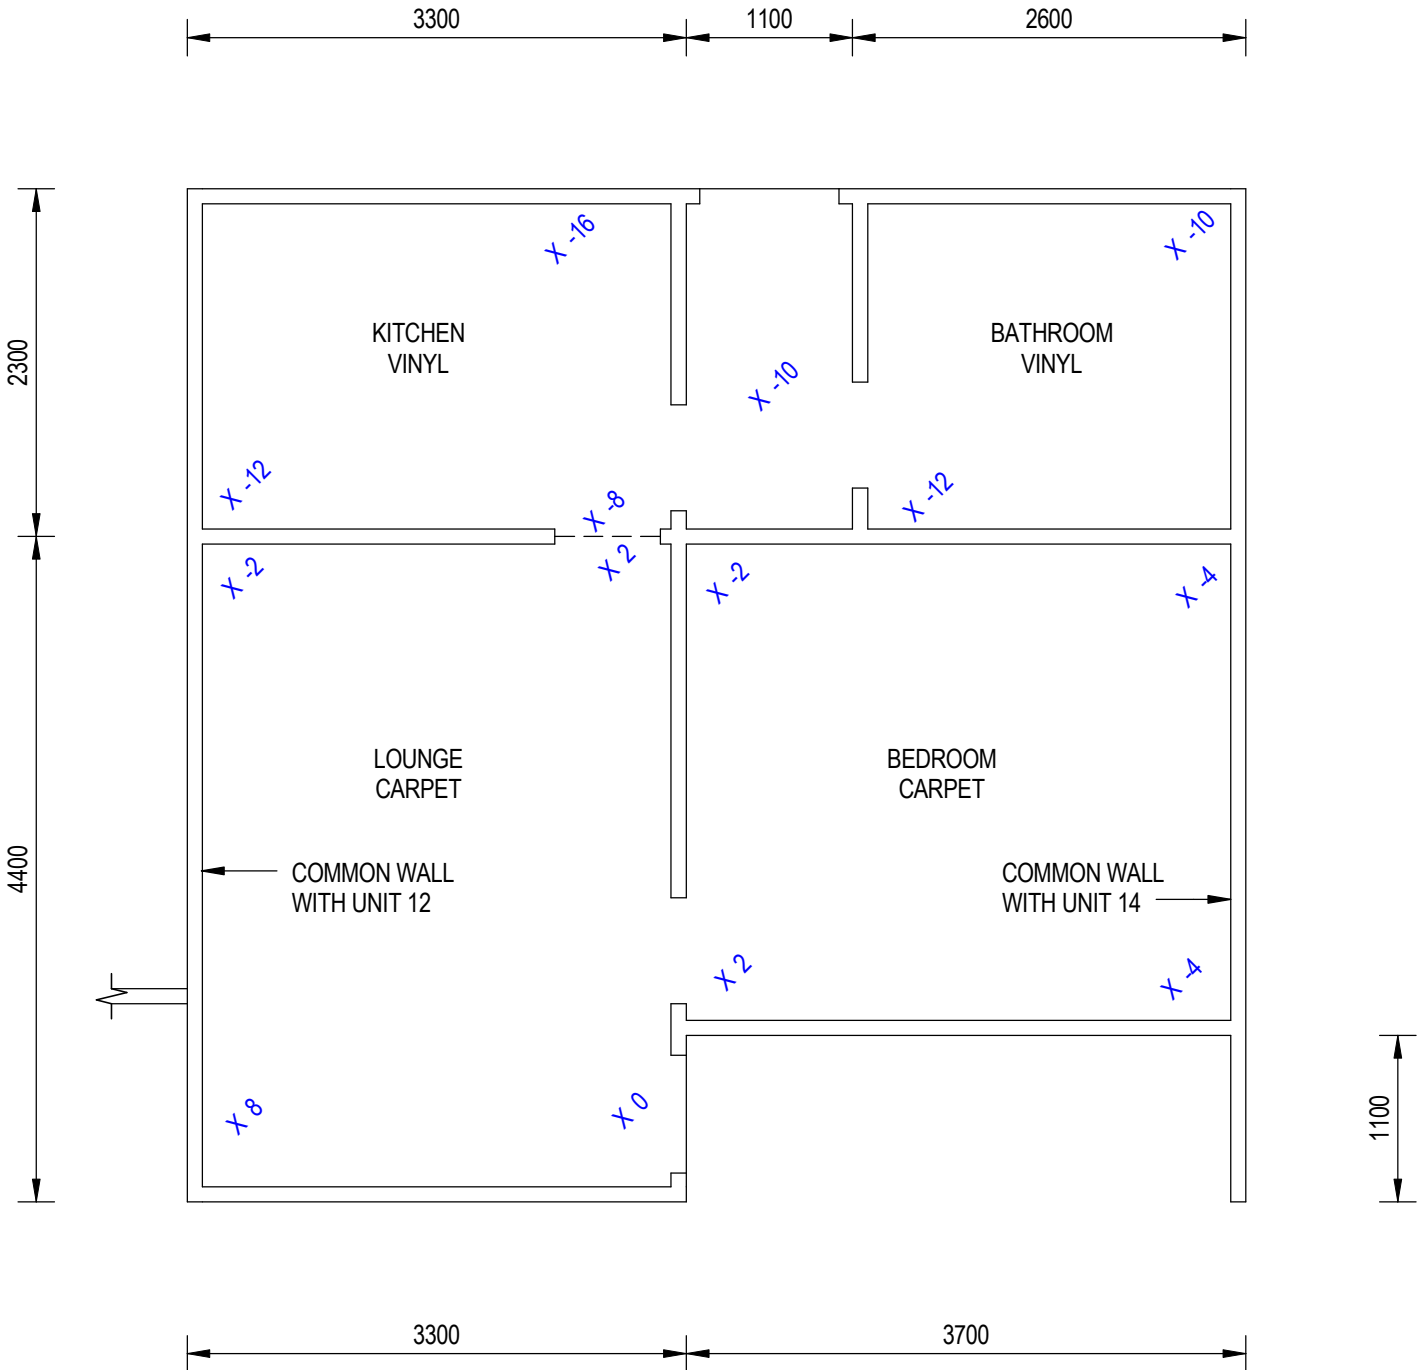 3300
1100
2600
X -16
X -10
2300
KITCHEN
VINYL
BATHROOM
VINYL
X -10
X -12
X -8
X -12
X -2
X 2
X -2
X -4
LOUNGE
CARPET
BEDROOM
CARPET
4400
COMMON WALL
WITH UNIT 12
COMMON WALL
WITH UNIT 14
X 2
X -4
X 8
X 0
1100
3300
3700